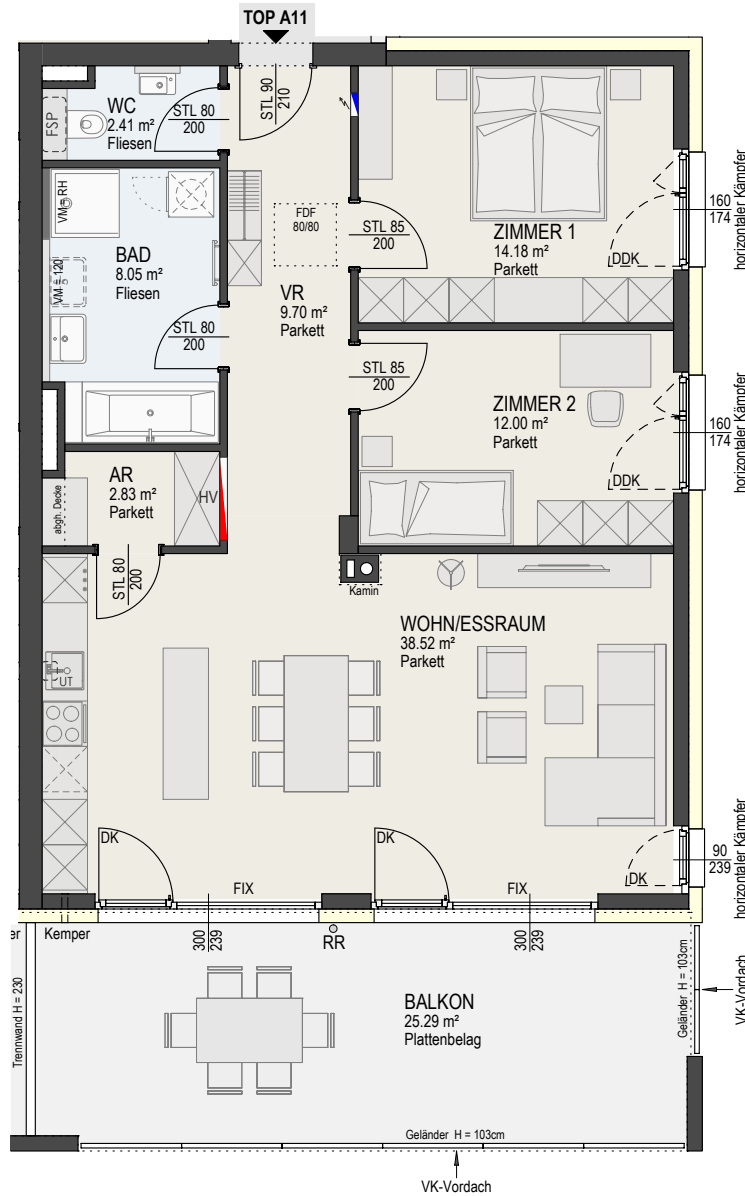 TOP A11
STL 90
210
WC
2.41 m²
Fliesen
FSP
STL 80
200
VM = RH
BAD
8.05 m²
Fliesen
VM = 120
STL 80
200
FDF
80/80
VR
9.70 m²
Parkett
STL 85
200
ZIMMER 1
14.18 m²
Parkett
DDK
160
174
horizontaler Kämpfer
STL 85
200
ZIMMER 2
12.00 m²
Parkett
DDK
160
174
horizontaler Kämpfer
AR
2.83 m²
Parkett
abgh. Decke
HV
STL 80
200
Kamin
WOHN/ESSRAUM
38.52 m²
Parkett
UT
DK
FIX
DK
FIX
DK
90
239
horizontaler Kämpfer
er
Kemper
300
239
RR
300
239
Trennwand H = 230
BALKON
25.29 m²
Plattenbelag
Geländer H = 103cm
VK-Vordach
Geländer H = 103cm
VK-Vordach